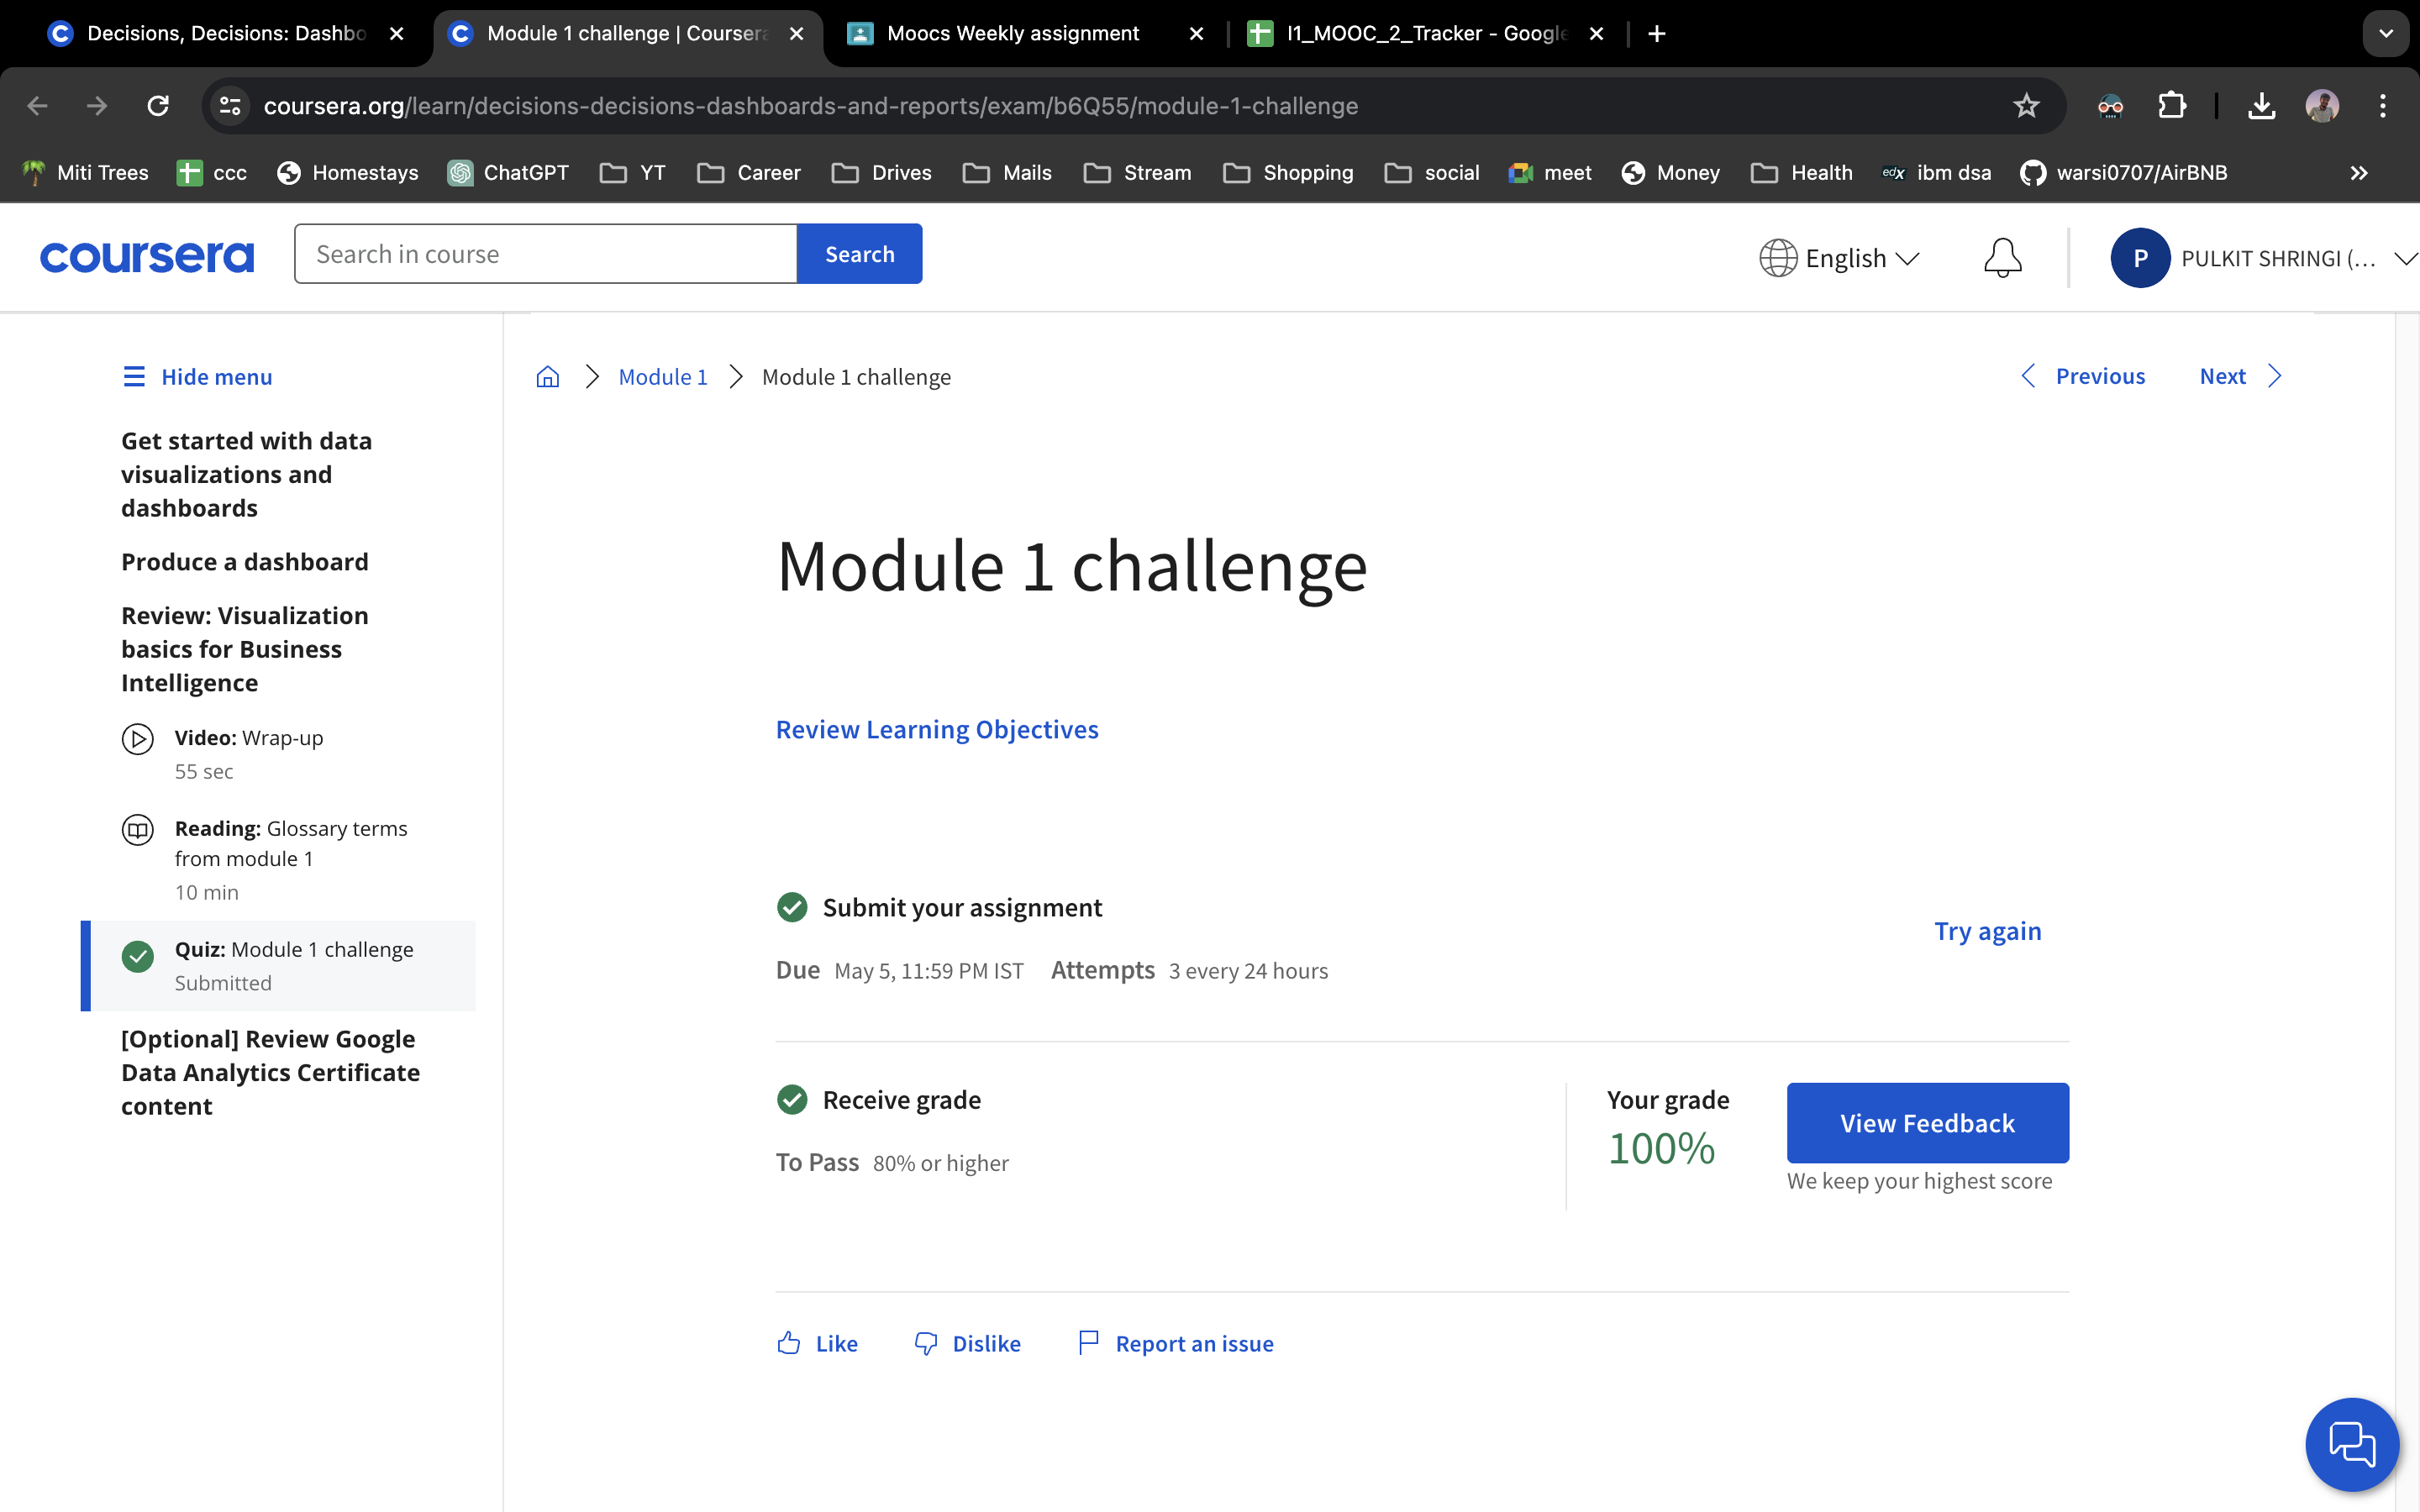 Decisions, Decisions: Dashbo
Module 1 challenge | Coursera
Moocs Weekly assignment
I1_MOOC_2_Tracker - Google
coursera.org/learn/decisions-decisions-dashboards-and-reports/exam/b6Q55/module-1-challenge
Miti Trees
ccc
Homestays
ChatGPT
YT
Career
Drives
Mails
Stream
Shopping
social
meet
Money
Health
edX
ibm dsa
warsi0707/AirBNB
coursera
Search in course
Search
English
P
PULKIT SHRINGI (...
Hide menu
Module 1
Module 1 challenge
Previous
Next
Get started with data
visualizations and
dashboards
Produce a dashboard
Review: Visualization
basics for Business
Intelligence
Video: Wrap-up
55 sec
Reading: Glossary terms
from module 1
10 min
Quiz: Module 1 challenge
Submitted
[Optional] Review Google
Data Analytics Certificate
content
Module 1 challenge
Review Learning Objectives
Submit your assignment
Due May 5, 11:59 PM IST Attempts 3 every 24 hours
Try again
Receive grade
To Pass 80% or higher
Your grade
100%
View Feedback
We keep your highest score
Like
Dislike
Report an issue